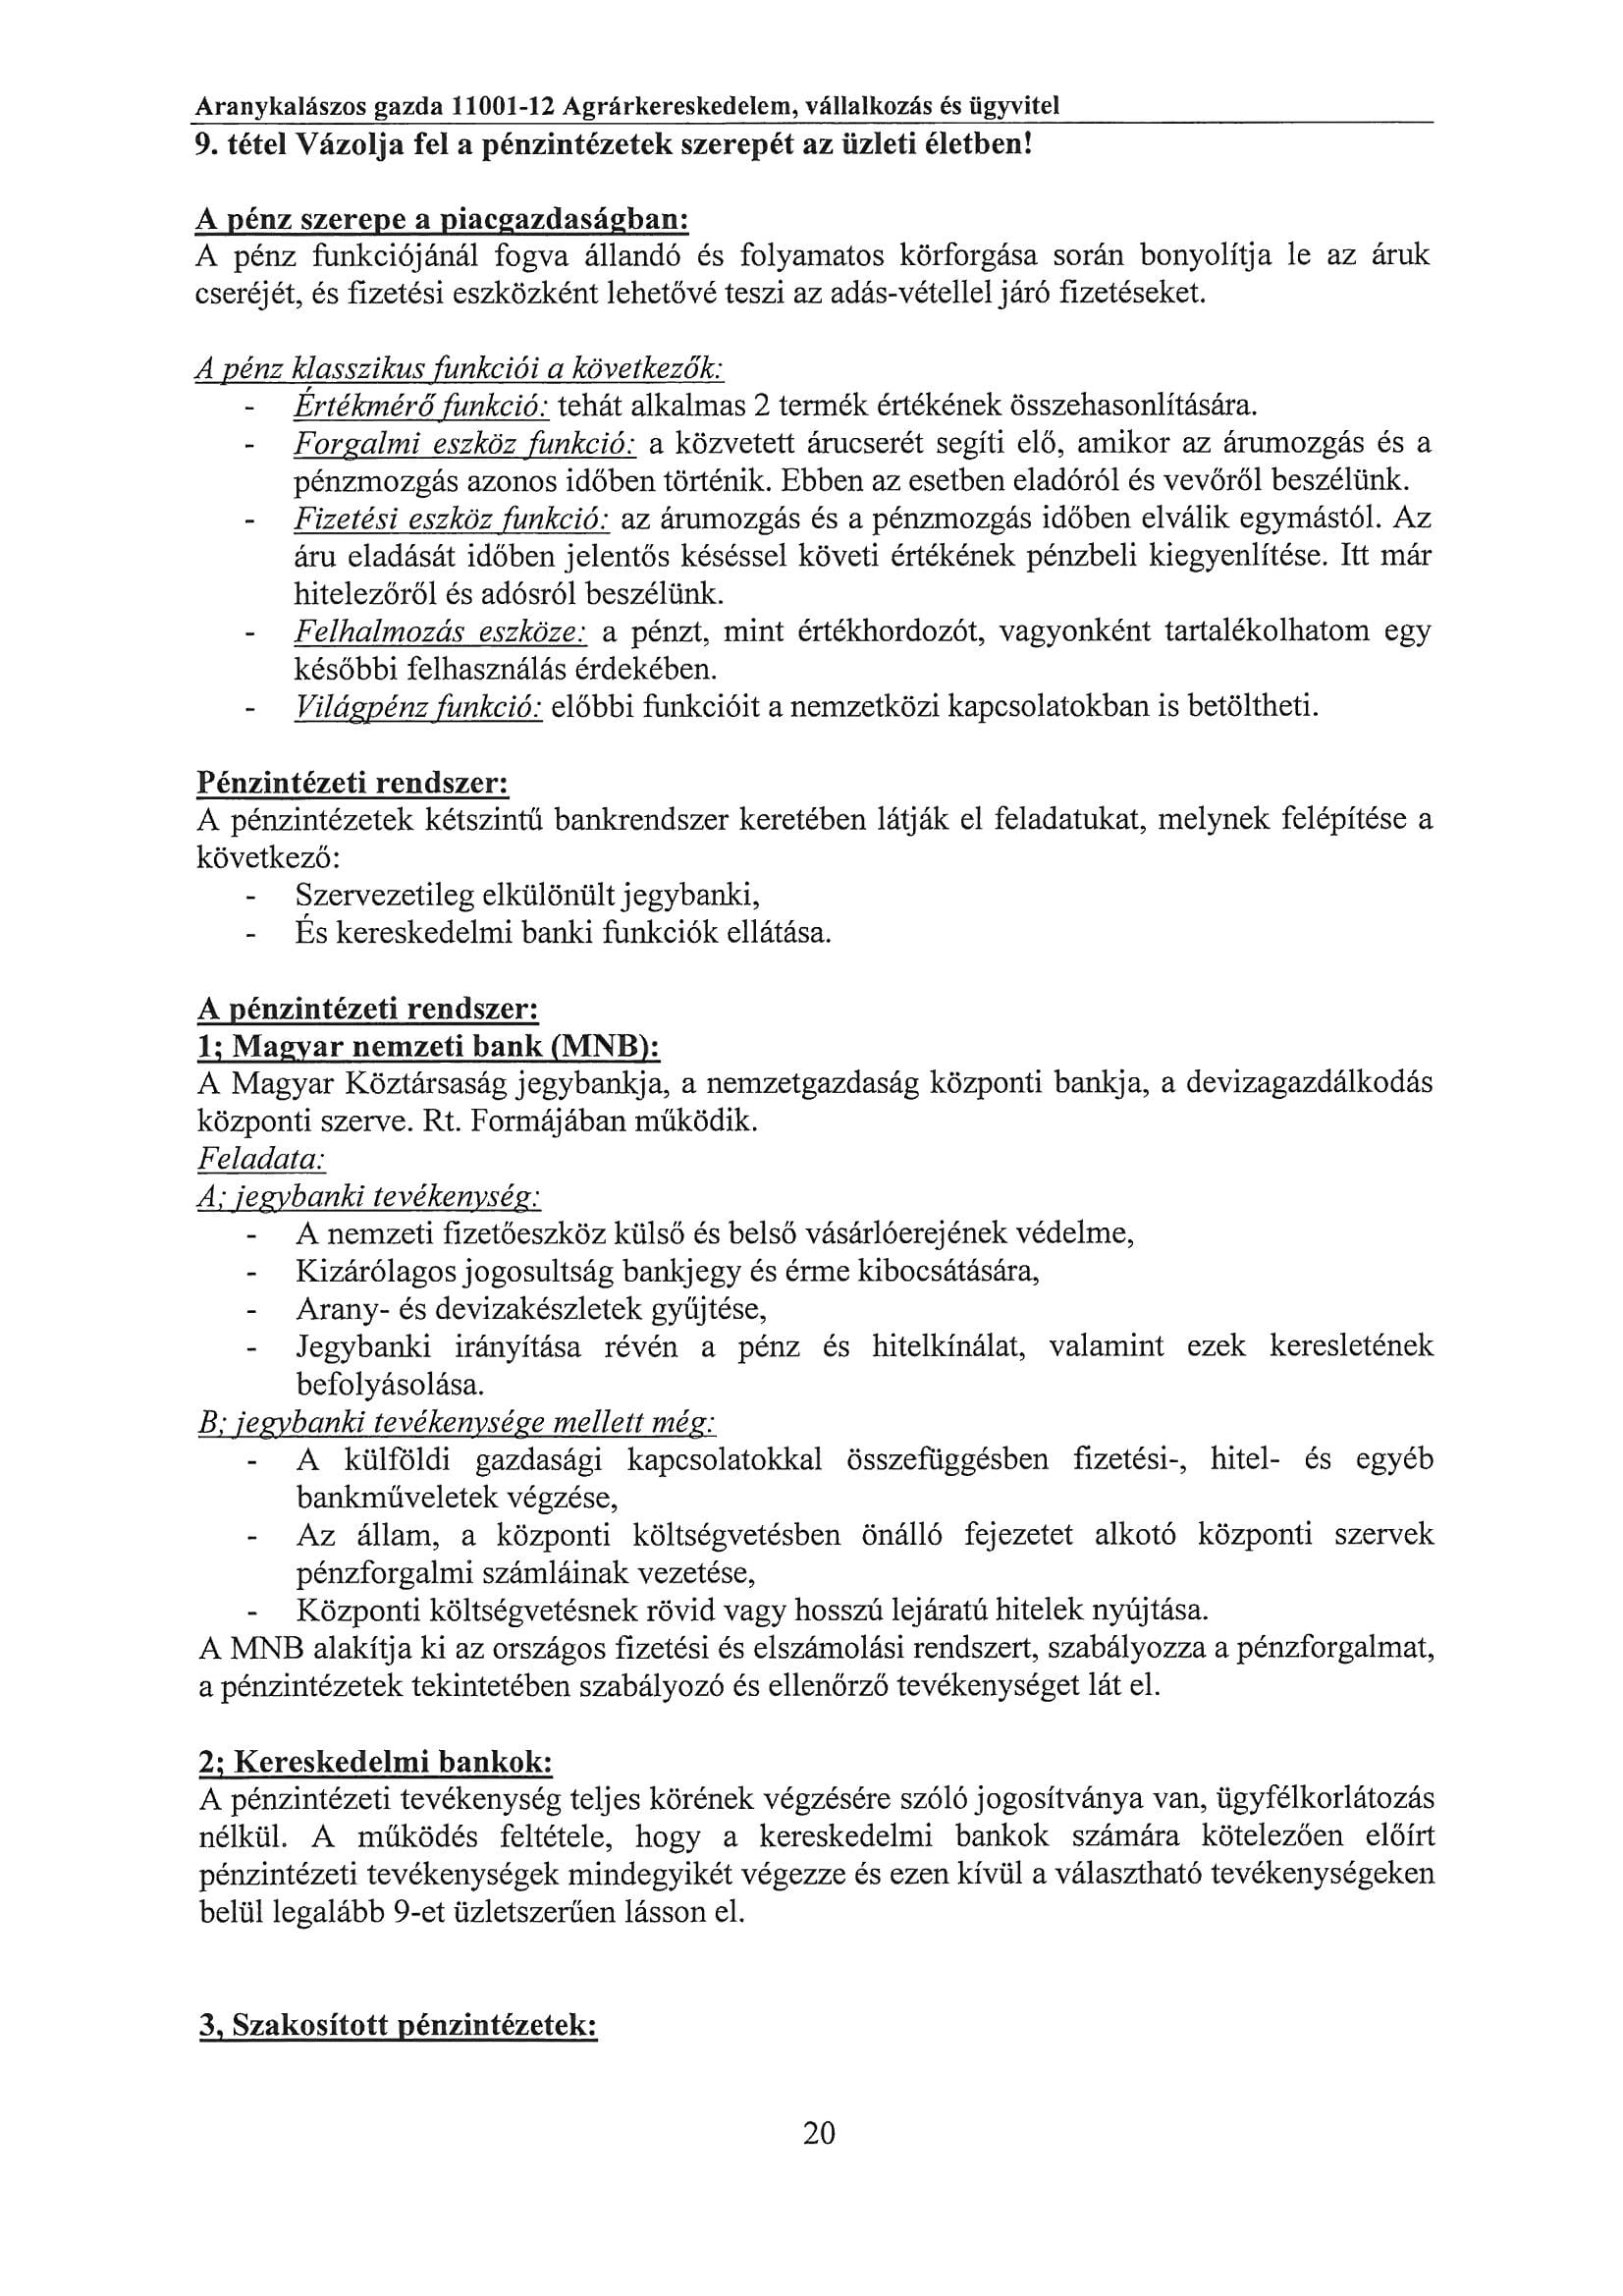 Aranykalászos gazda 11001-12 Agrárkereskedelem, vállalkozás és ügyvitel
9. tétel Vázolja fel a pénzintézetek szerepét az üzleti életben!
A pénz szerepe a piacgazdaságban:
A pénz funkciójánál fogva állandó és folyamatos körforgása során bonyolítja le az áruk
cseréjét, és fizetési eszközként lehetővé teszi az adás-vétellel járó fizetéseket.
A pénz klasszikus funkciói a következők:
- Értékmérő funkció: tehát alkalmas 2 termék értékének összehasonlítására.
- Forgalmi eszköz funkció: a közvetett árucserét segíti elő, amikor az árumozgás és a
pénzmozgás azonos időben történik. Ebben az esetben eladóról és vevőről beszélünk.
- Fizetési eszköz funkció: az árumozgás és a pénzmozgás időben elválik egymástól. Az
áru eladását időben jelentős késéssel követi értékének pénzbeli kiegyenlítése. Itt már
hitelezőről és adósról beszélünk.
- Felhalmozás eszköze: a pénzt, mint értékhordozót, vagyonként tartalékolhatom egy
későbbi felhasználás érdekében.
- Világpénz funkció: előbbi funkcióit a nemzetközi kapcsolatokban is betöltheti.
Pénzintézeti rendszer:
A pénzintézetek kétszintű bankrendszer keretében látják el feladatukat, melynek felépítése a
következő:
- Szervezetileg elkülönült jegybanki,
- És kereskedelmi banki funkciók ellátása.
A pénzintézeti rendszer:
1; Magyar nemzeti bank (MNB):
A Magyar Köztársaság jegybankja, a nemzetgazdaság központi bankja, a devizagazdálkodás
központi szerve. Rt. Formájában működik.
Feladata:
A; jegybanki tevékenység:
- A nemzeti fizetőeszköz külső és belső vásárlóerejének védelme,
- Kizárólagos jogosultság bankjegy és érme kibocsátására,
- Arany- és devizakészletek gyűjtése,
- Jegybanki irányítása révén a pénz és hitelkínálat, valamint ezek keresletének
befolyásolása.
B; jegybanki tevékenysége mellett még:
- A külföldi gazdasági kapcsolatokkal összefüggésben fizetési-, hitel- és egyéb
bankműveletek végzése,
- Az állam, a központi költségvetésben önálló fejezetet alkotó központi szervek
pénzforgalmi számláinak vezetése,
- Központi költségvetésnek rövid vagy hosszú lejáratú hitelek nyújtása.
A MNB alakítja ki az országos fizetési és elszámolási rendszert, szabályozza a pénzforgalmat,
a pénzintézetek tekintetében szabályozó és ellenőrző tevékenységet lát el.
2; Kereskedelmi bankok:
A pénzintézeti tevékenység teljes körének végzésére szóló jogosítványa van, ügyfélkorlátozás
nélkül. A működés feltétele, hogy a kereskedelmi bankok számára kötelezően előírt
pénzintézeti tevékenységek mindegyikét végezze és ezen kívül a választható tevékenységeken
belül legalább 9-et üzletszerűen lásson el.
3, Szakosított pénzintézetek:
20